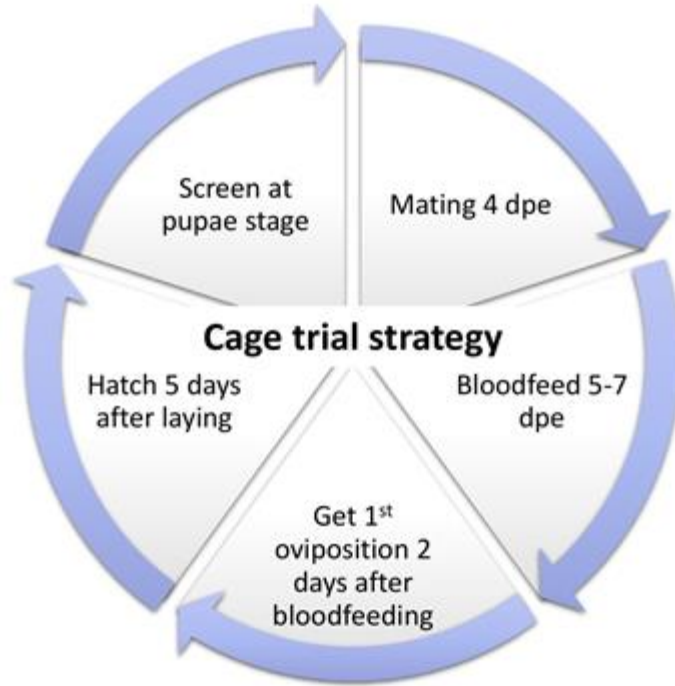 Cage trial strategy
Mating 4 dpe
Bloodfeed 5-7
dpe
Get 1st
oviposition 2
days after
bloodfeeding
Hatch 5 days
after laying
Screen at
pupae stage